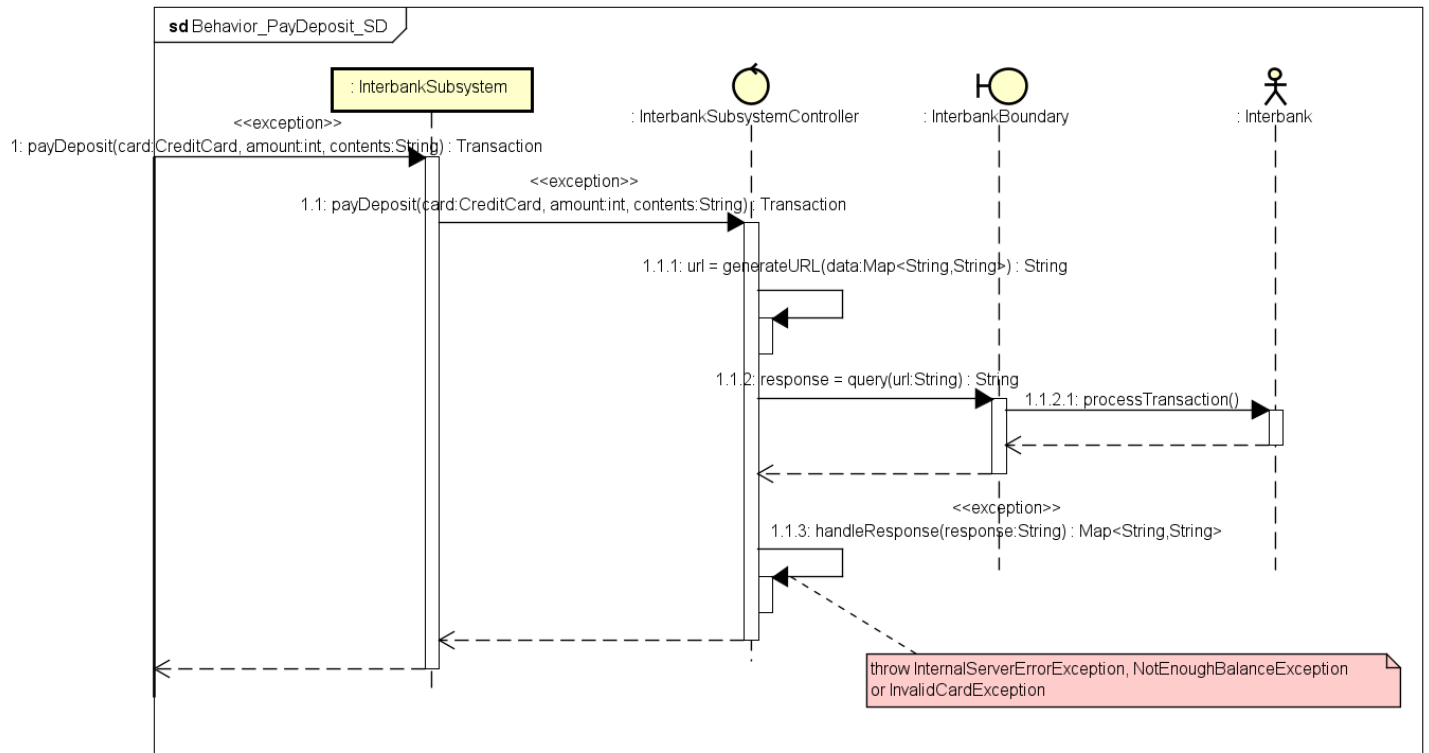 sd Behavior_PayDeposit_SD
: InterbankSubsystem
: InterbankSubsystemController
: InterbankBoundary
: Interbank
<<exception>>
1: payDeposit(card:CreditCard, amount:int, contents:String) : Transaction
<<exception>>
1.1: payDeposit(card:CreditCard, amount:int, contents:String) : Transaction
1.1.1: url = generateURL(data:Map<String,String>) : String
1.1.2: response = query(url:String) : String
1.1.2.1: processTransaction()
<<exception>>
1.1.3: handleResponse(response:String) : Map<String,String>
throw InternalServerErrorException, NotEnoughBalanceException
or InvalidCardException